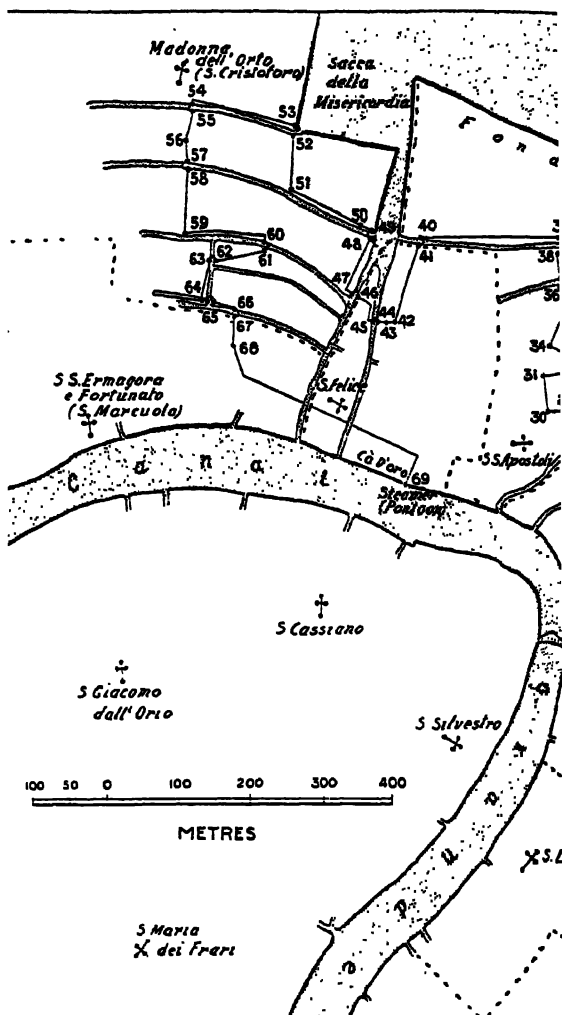 Madonna
dell' Orto
(S. Cristoforo)
Sacca
della
Misericordia
Fona
54
53
55
52
56
57
58
51
50
49
40
59
60
48
41
38
62
61
63
47
46
36
64
44
65
66
45
43
42
67
34
68
31
S. Felice
30
S S. Ermagora
e Fortunato
(S. Marcuola)
Cà D'oro
69
S S. Apostoli
Steamer
(Pontoon)
Canal
S Cassiano
S Giacomo
dall' Orio
S Silvestro
100 50 0 100 200 300 400
METRES
S Maria
dei Frari